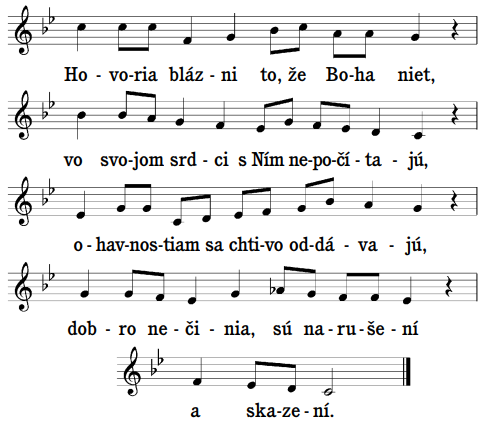 Ho - vo-ria bláz - ni to, že Bo-ha niet,
vo svo-jom srd - ci s Ním ne-po-čí-ta - jú,
o-hav-nos-tiam sa chti-vo od-dá - va - jú,
dob-ro ne-či-nia, sú na-ru-še-ní
a ska-ze-ní.